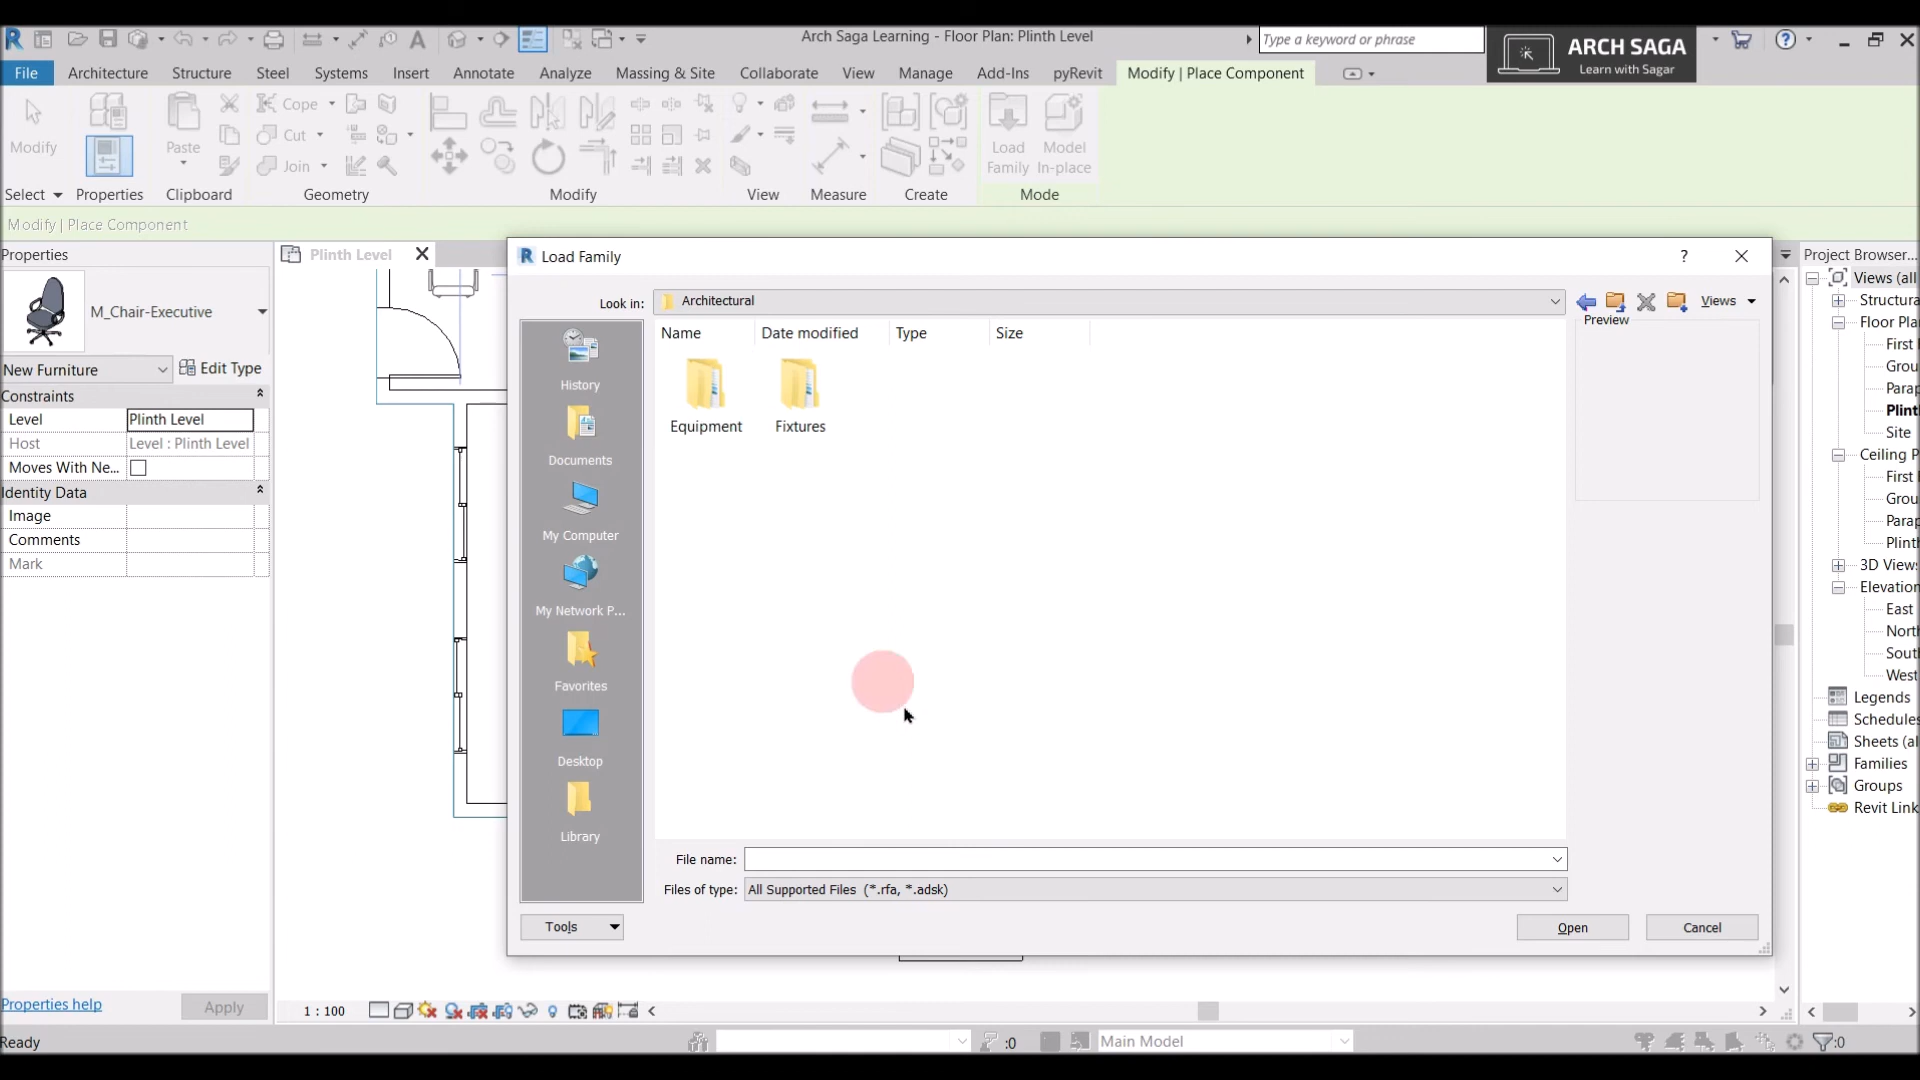 Arch Saga Learning - Floor Plan: Plinth Level
Type a keyword or phrase
ARCH SAGA
Learn with Sagar
File
Architecture
Structure
Steel
Systems
Insert
Annotate
Analyze
Massing & Site
Collaborate
View
Manage
Add-Ins
pyRevit
Modify | Place Component
Modify
Paste
Cope
Cut
Join
Load
Family
Model
In-place
Select
Properties
Clipboard
Geometry
Modify
View
Measure
Create
Mode
Modify | Place Component
Properties
M_Chair-Executive
New Furniture
Edit Type
Constraints
Level
Plinth Level
Host
Level : Plinth Level
Moves With Ne...
Identity Data
Image
Comments
Mark
Properties help
Apply
Plinth Level
Load Family
Look in:
Architectural
Views
Name
Date modified
Type
Size
Preview
Equipment
Fixtures
History
Documents
My Computer
My Network P...
Favorites
Desktop
Library
File name:
Files of type:
All Supported Files (*.rfa, *.adsk)
Tools
Open
Cancel
Project Browser...
Views (all
Structura
Floor Pla
First
Grou
Parap
Plint
Site
Ceiling P
First
Grou
Parap
Plint
3D View
Elevation
East
Nort
Sout
West
Legends
Schedules
Sheets (al
Families
Groups
Revit Link
1 : 100
Ready
:0
Main Model
:0